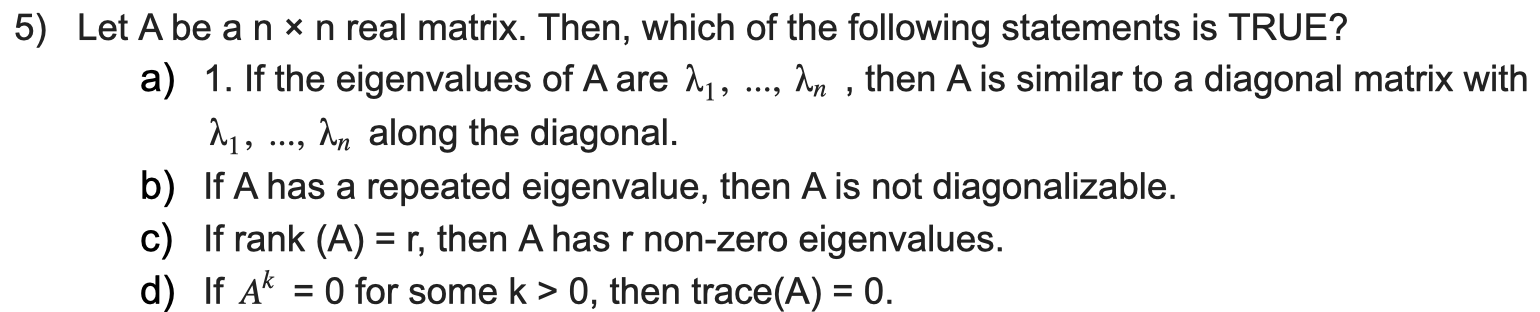 5) Let A be a n × n real matrix. Then, which of the following statements is TRUE?
a) 1. If the eigenvalues of A are λ₁, ..., λₙ , then A is similar to a diagonal matrix with
λ₁, ..., λₙ along the diagonal.
b) If A has a repeated eigenvalue, then A is not diagonalizable.
c) If rank (A) = r, then A has r non-zero eigenvalues.
d) If Aᵏ = 0 for some k > 0, then trace(A) = 0.